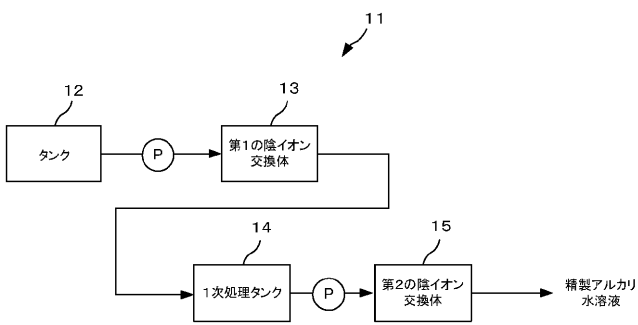 11
12
13
タンク
P
第1の陰イオン
交換体
14
15
1次処理タンク
P
第2の陰イオン
交換体
精製アルカリ
水溶液